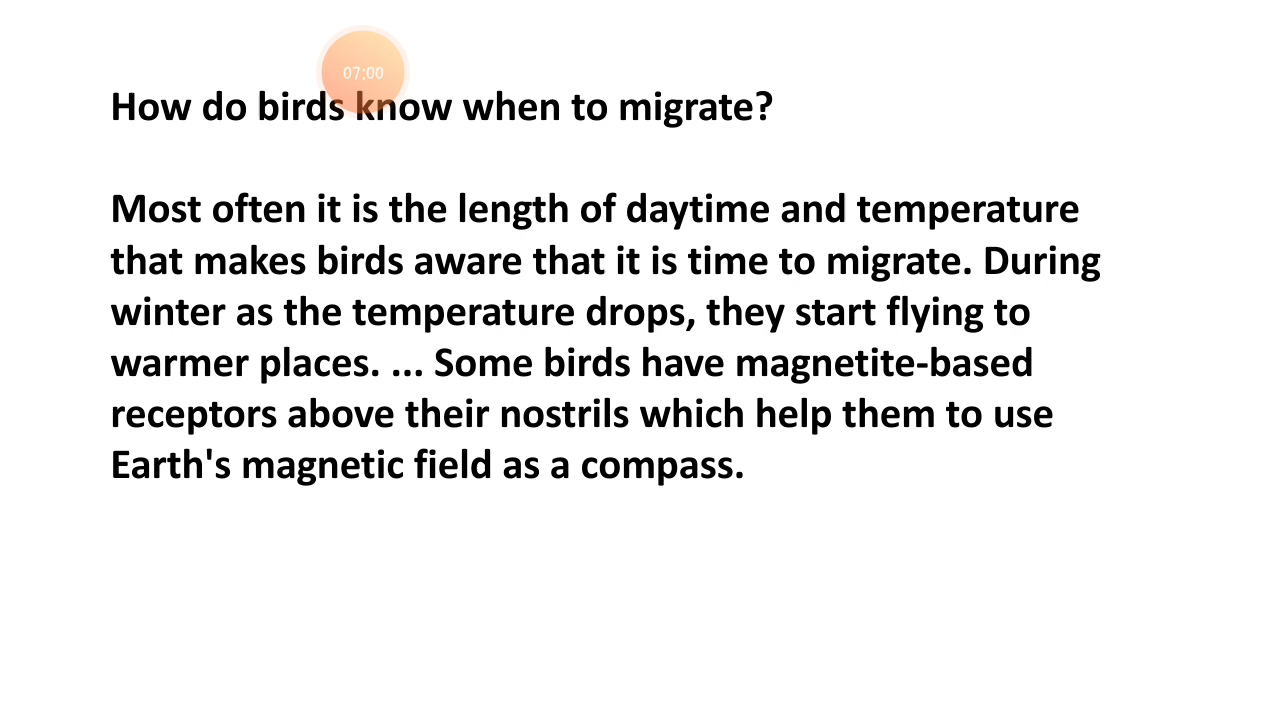 07:00
How do birds know when to migrate?
Most often it is the length of daytime and temperature
that makes birds aware that it is time to migrate. During
winter as the temperature drops, they start flying to
warmer places. ... Some birds have magnetite-based
receptors above their nostrils which help them to use
Earth's magnetic field as a compass.